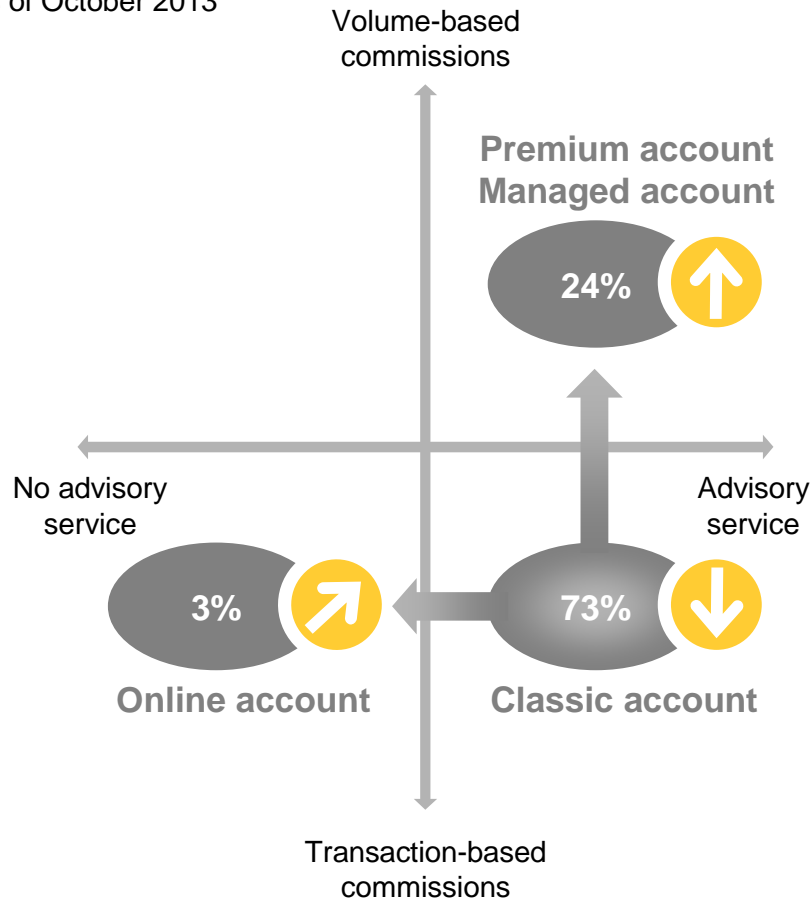 of October 2013
Volume-based
commissions
Premium account
Managed account
24%
No advisory
service
Advisory
service
3%
73%
Online account
Classic account
Transaction-based
commissions